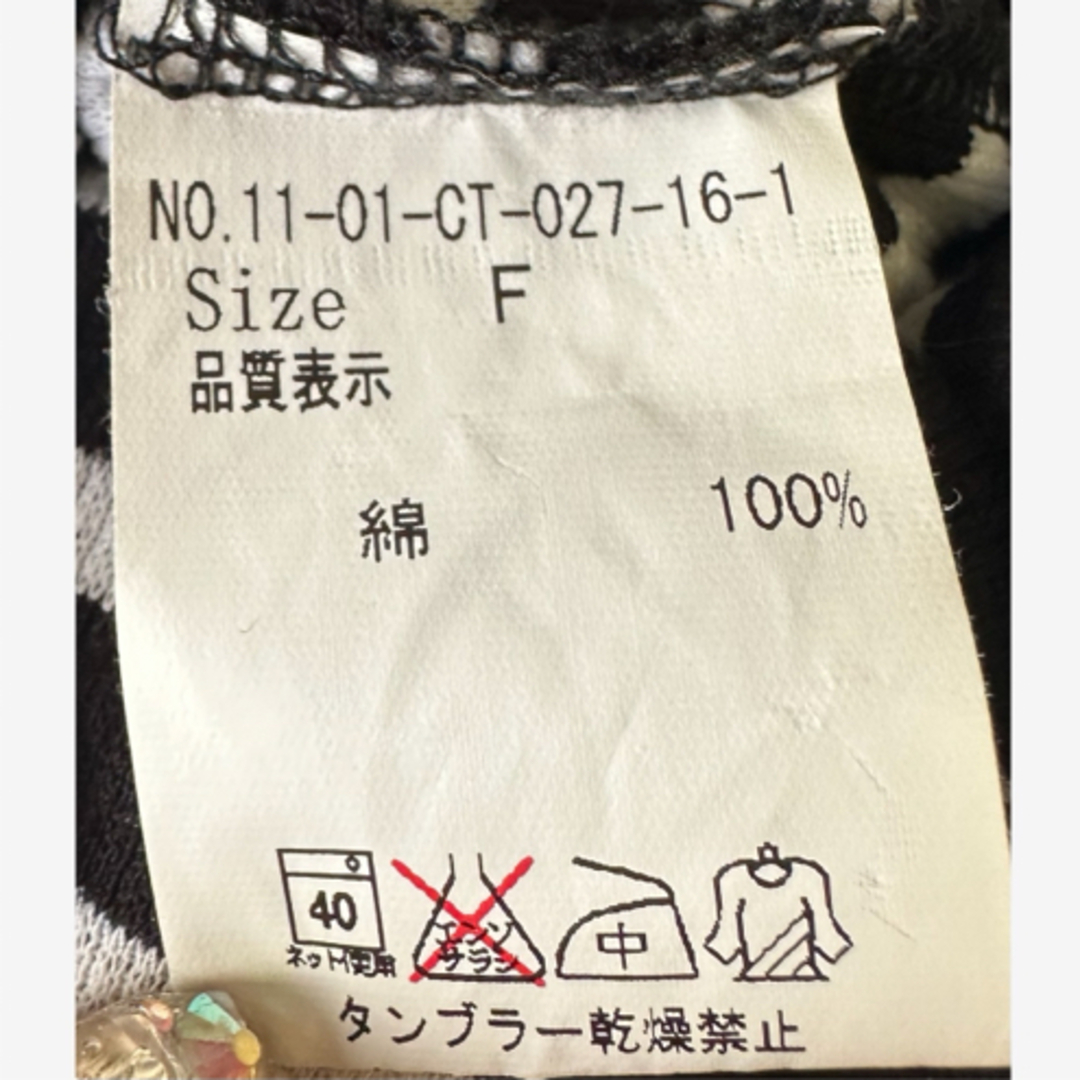 NO.11-01-CT-027-16-1
Size F
品質表示
綿 100%
40
ネット使用
エンソ
サラシ
中
タンブラー乾燥禁止